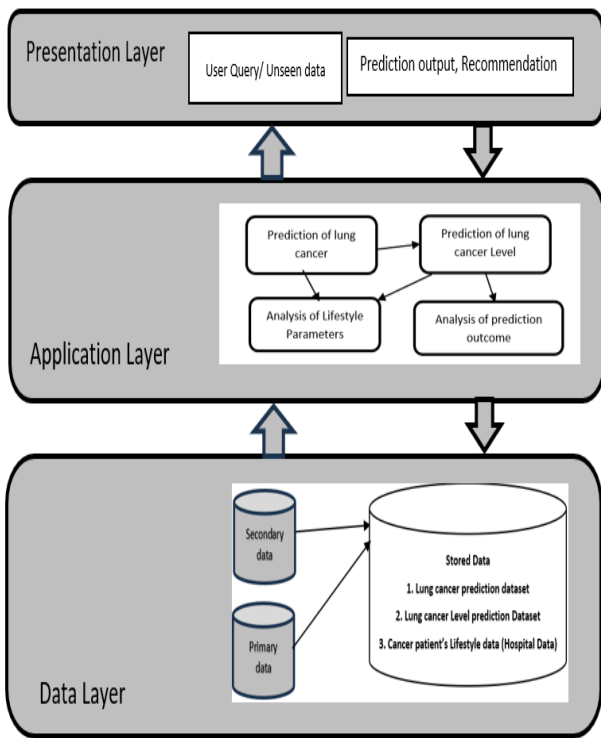 Presentation Layer
User Query/ Unseen data
Prediction output, Recommendation
Prediction of lung
cancer
Prediction of lung
cancer Level
Analysis of Lifestyle
Parameters
Analysis of prediction
outcome
Application Layer
Secondary
data
Primary
data
Stored Data
1. Lung cancer prediction dataset
2. Lung cancer Level prediction Dataset
3. Cancer patient's Lifestyle data (Hospital Data)
Data Layer